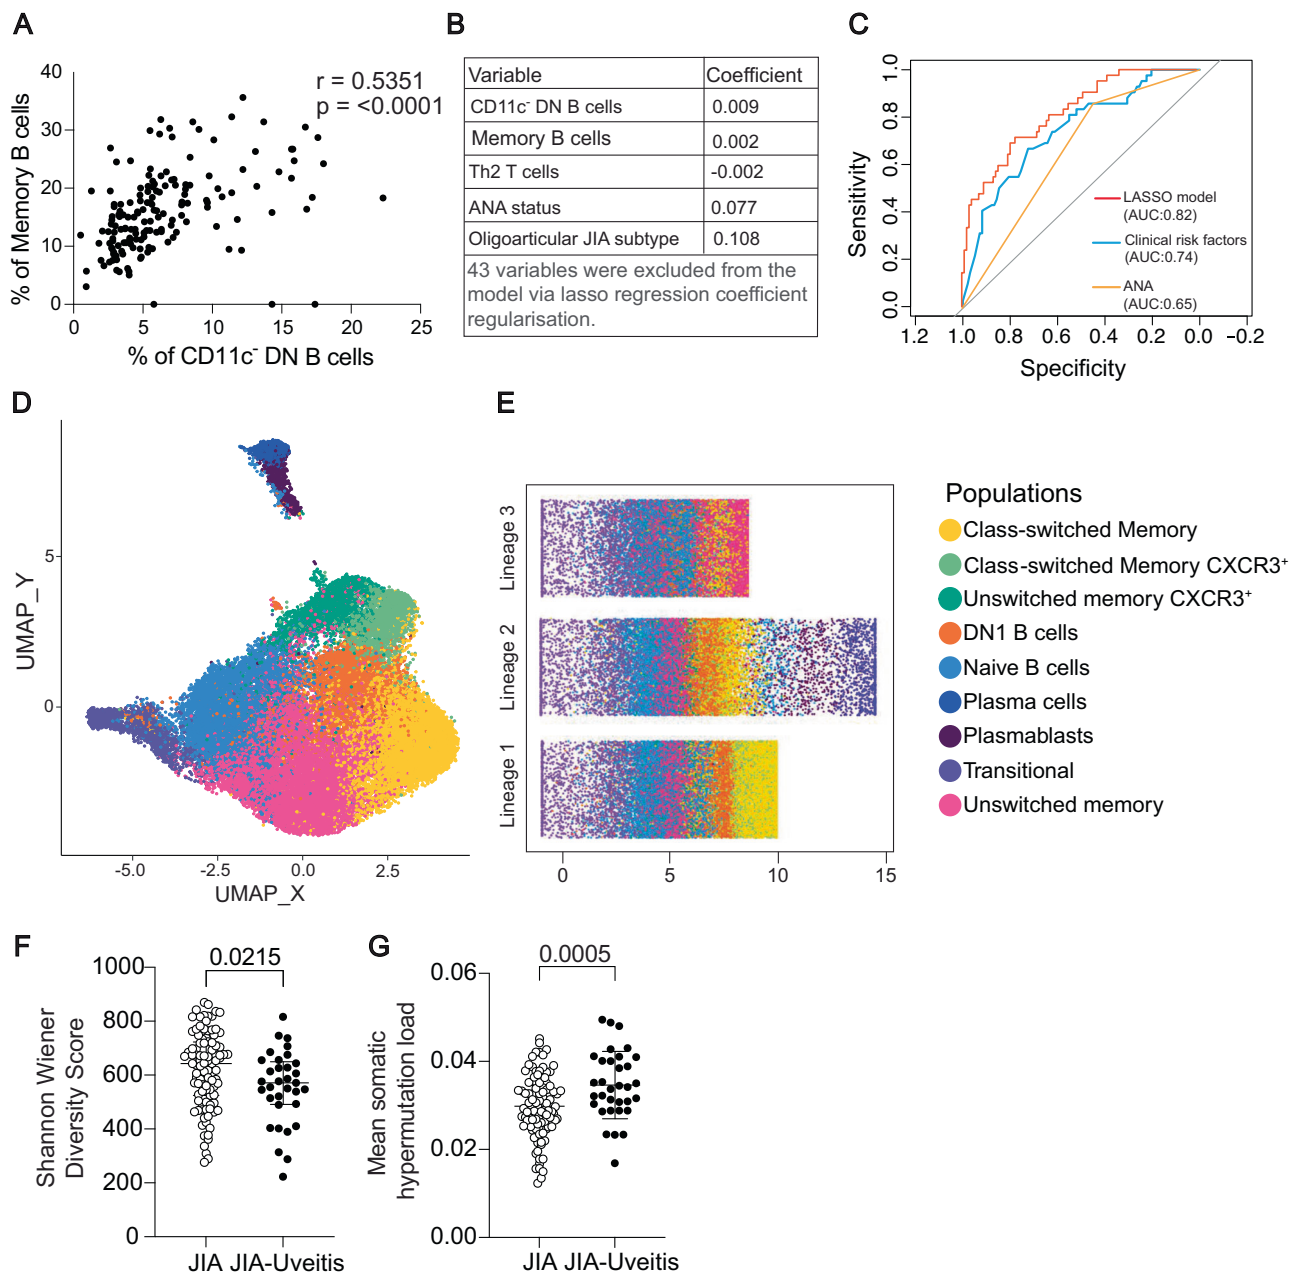 A
r = 0.5351
p = <0.0001
% of Memory B cells
40
30
20
10
0
0 5 10 15 20 25
% of CD11c⁻ DN B cells
B
Variable Coefficient
CD11c⁻ DN B cells 0.009
Memory B cells 0.002
Th2 T cells -0.002
ANA status 0.077
Oligoarticular JIA subtype 0.108
43 variables were excluded from the
model via lasso regression coefficient
regularisation.
C
Sensitivity
1.0
0.8
0.6
0.4
0.2
0.0
LASSO model
(AUC:0.82)
Clinical risk factors
(AUC:0.74)
ANA
(AUC:0.65)
1.2 1.0 0.8 0.6 0.4 0.2 0.0 −0.2
Specificity
D
UMAP_Y
5
0
-5.0 -2.5 0.0 2.5
UMAP_X
E
Lineage 3
Lineage 2
Lineage 1
0 5 10 15
Populations
Class-switched Memory
Class-switched Memory CXCR3⁺
Unswitched memory CXCR3⁺
DN1 B cells
Naive B cells
Plasma cells
Plasmablasts
Transitional
Unswitched memory
F
0.0215
Shannon Wiener
Diversity Score
1000
800
600
400
200
0
JIA JIA-Uveitis
G
0.0005
Mean somatic
hypermutation load
0.06
0.04
0.02
0.00
JIA JIA-Uveitis